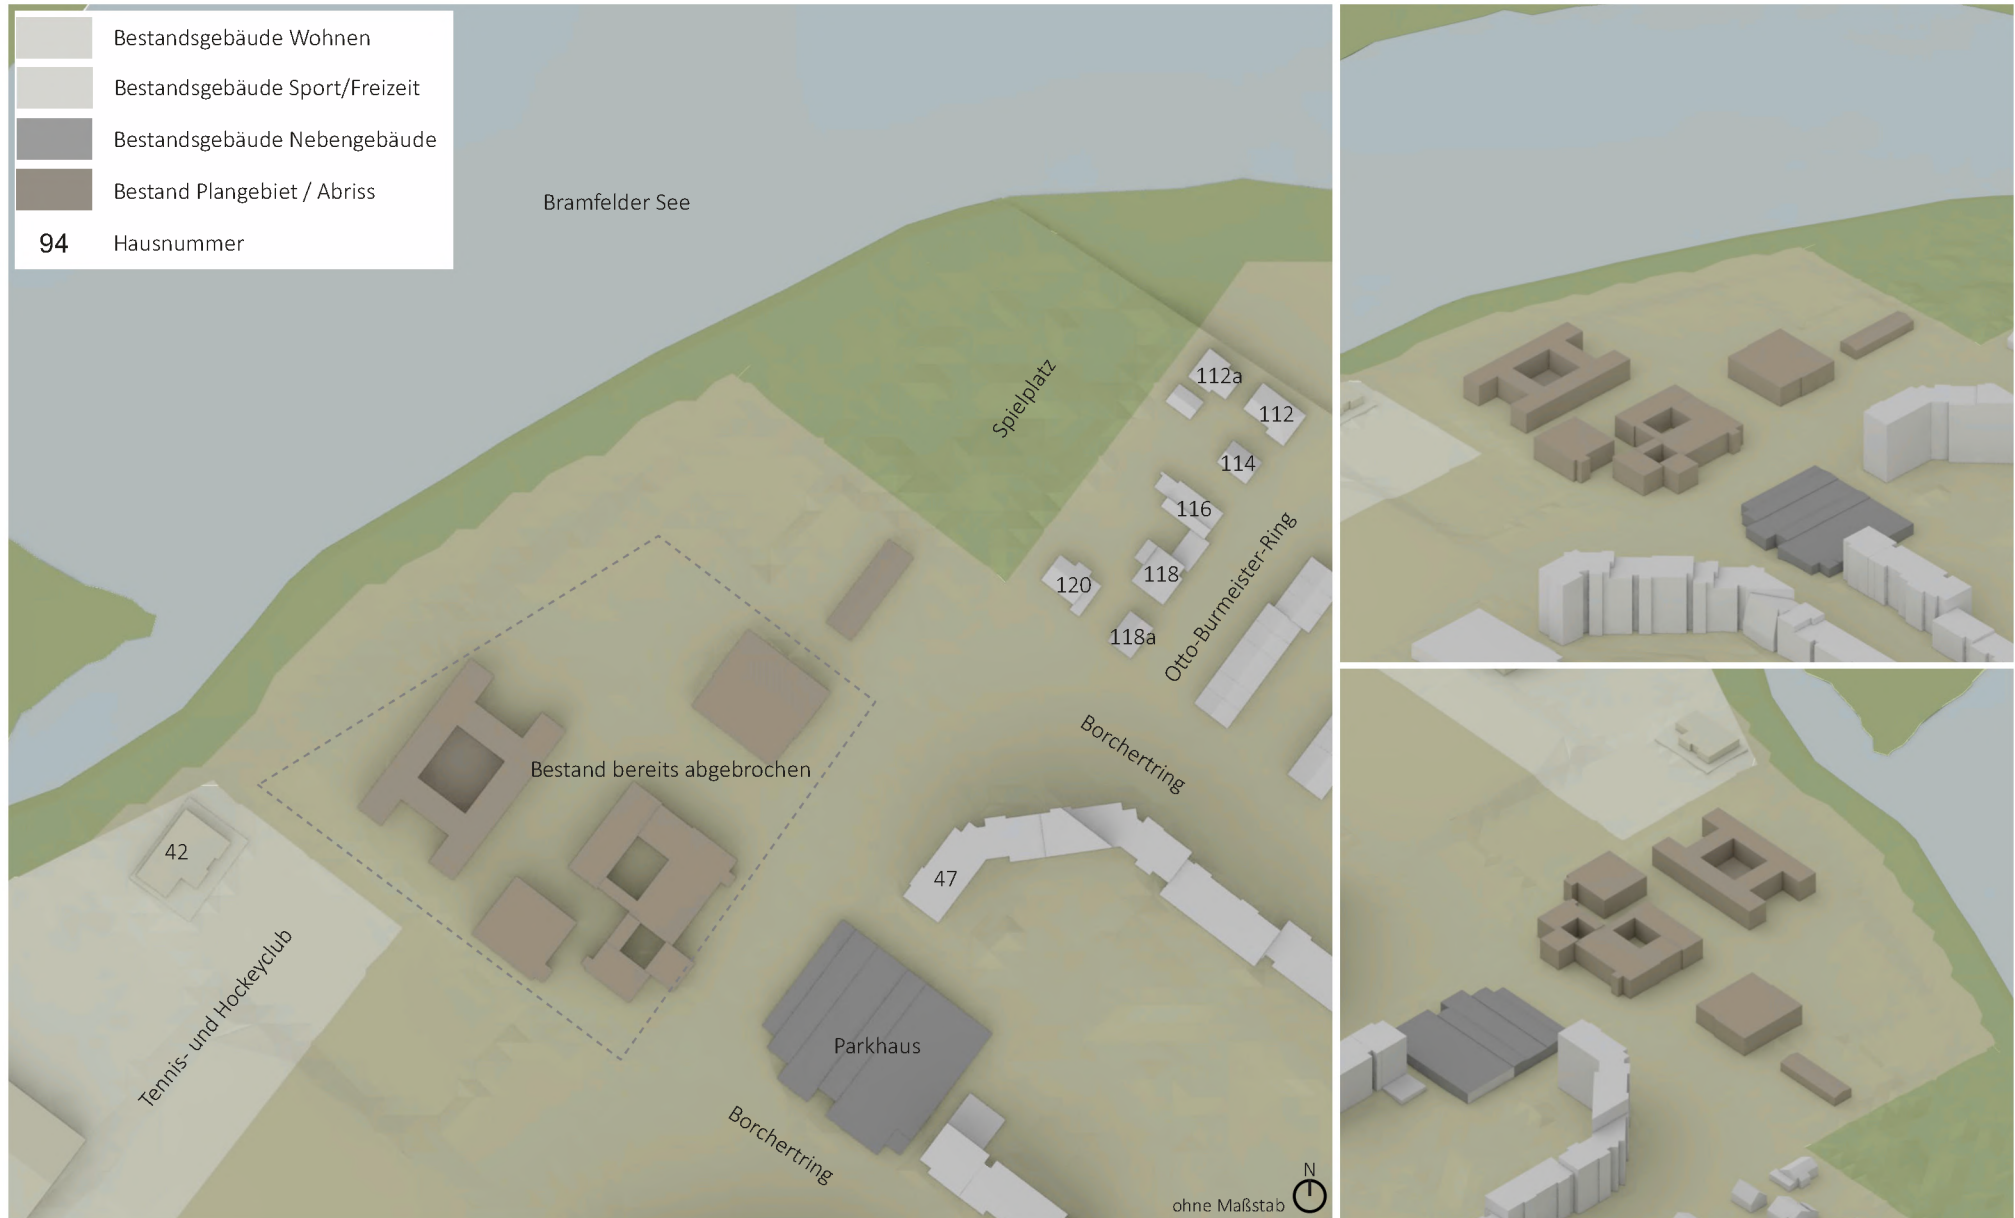 Bestandsgebäude Wohnen
Bestandsgebäude Sport/Freizeit
Bestandsgebäude Nebengebäude
Bestand Plangebiet / Abriss
94 Hausnummer
Bramfelder See
Spielplatz
112a
112
114
116
118
120
118a
Otto-Burmeister-Ring
Borchertring
Bestand bereits abgebrochen
42
47
Tennis- und Hockeyclub
Parkhaus
Borchertring
N
ohne Maßstab